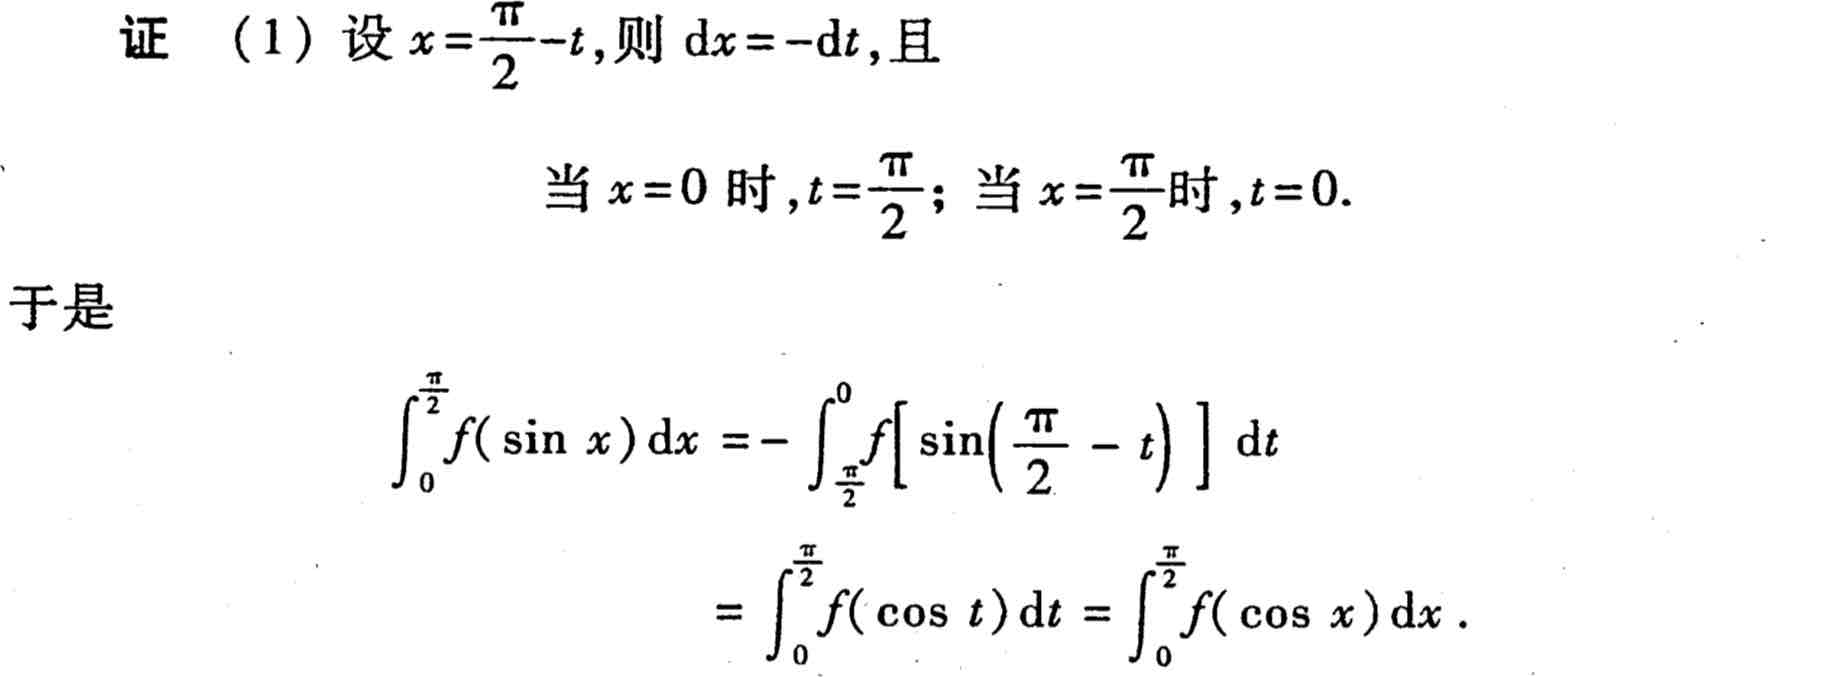 证 (1) 设 x=π/2-t,则 dx=-dt,且
当 x=0 时,t=π/2; 当 x=π/2时,t=0.
于是
∫_0^{π/2} f(sin x)dx = -∫_{π/2}^0 f[sin(π/2 - t)] dt
= ∫_0^{π/2} f(cos t)dt = ∫_0^{π/2} f(cos x)dx.